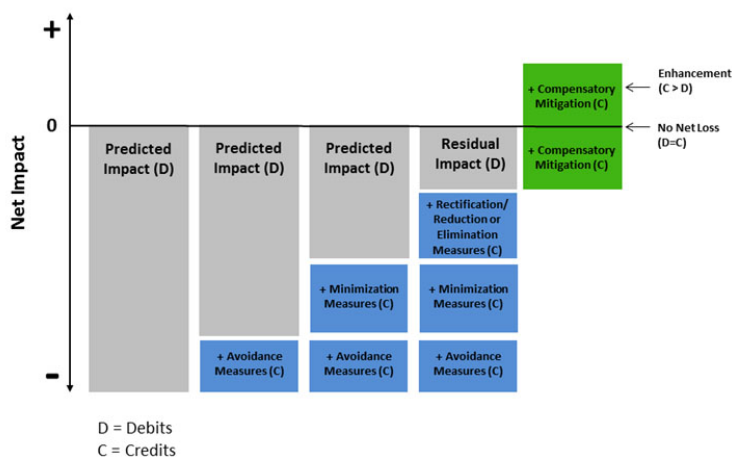 +
Enhancement
(C > D)
+ Compensatory
Mitigation (C)
0
No Net Loss
(D=C)
Predicted
Impact (D)
Predicted
Impact (D)
Predicted
Impact (D)
Residual
Impact (D)
+ Compensatory
Mitigation (C)
Net Impact
+ Rectification/
Reduction or
Elimination
Measures (C)
+ Minimization
Measures (C)
+ Minimization
Measures (C)
+ Avoidance
Measures (C)
+ Avoidance
Measures (C)
+ Avoidance
Measures (C)
-
D = Debits
C = Credits